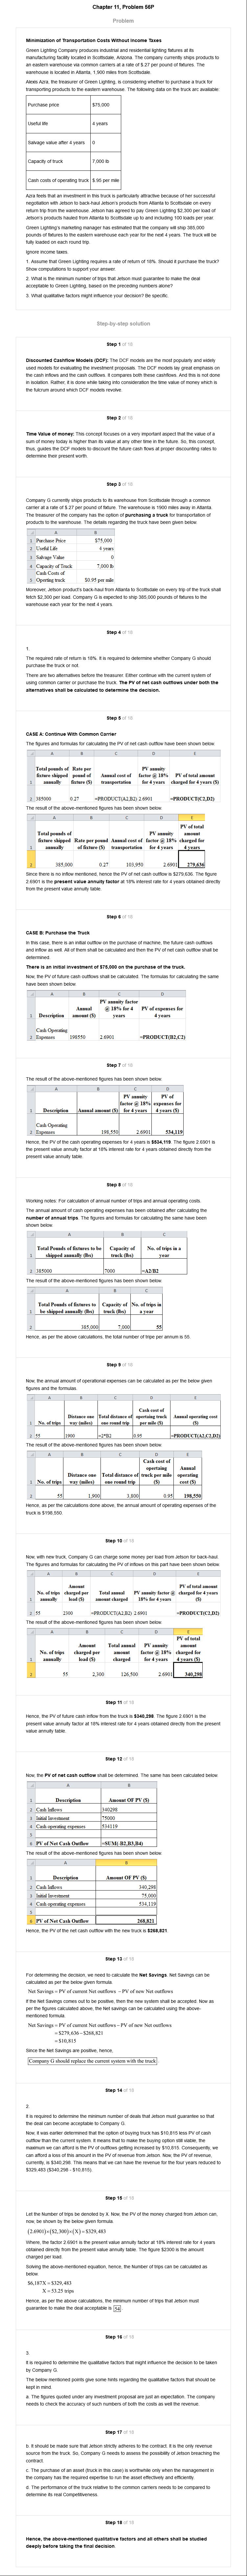 Chapter 11, Problem 56P
Problem
Minimization of Transportation Costs Without Income Taxes
Green Lighting Company produces industrial and residential lighting fixtures at its
manufacturing facility located in Scottsdale, Arizona. The company currently ships products to
an eastern warehouse via common carriers at a rate of $.27 per pound of fixtures. The
warehouse is located in Atlanta, 1,900 miles from Scottsdale.
Alexis Azra, the treasurer of Green Lighting, is considering whether to purchase a truck for
transporting products to the eastern warehouse. The following data on the truck are available:
Purchase price $75,000
Useful life 4 years
Salvage value after 4 years 0
Capacity of truck 7,000 lb
Cash costs of operating truck $.95 per mile
Azra feels that an investment in this truck is particularly attractive because of her successful
negotiation with Jetson to back-haul Jetson's products from Atlanta to Scottsdale on every
return trip from the warehouse. Jetson has agreed to pay Green Lighting $2,300 per load of
Jetson's products hauled from Atlanta to Scottsdale up to and including 100 loads per year.
Green Lighting's marketing manager has estimated that the company will ship 385,000
pounds of fixtures to the eastern warehouse each year for the next 4 years. The truck will be
fully loaded on each round trip.
Ignore income taxes.
1. Assume that Green Lighting requires a rate of return of 18%. Should it purchase the truck?
Show computations to support your answer.
2. What is the minimum number of trips that Jetson must guarantee to make the deal
acceptable to Green Lighting, based on the preceding numbers alone?
3. What qualitative factors might influence your decision? Be specific.
Step-by-step solution
Step 1 of 18
Discounted Cashflow Models (DCF): The DCF models are the most popularly and widely
used models for evaluating the investment proposals. The DCF models lay great emphasis on
the cash inflows and the cash outflows. It compares both these cashflows. And this is not done
in isolation. Rather, it is done while taking into consideration the time value of money which is
the fulcrum around which DCF models revolve.
Step 2 of 18
Time Value of money: This concept focuses on a very important aspect that the value of a
sum of money today is higher than its value at any other time in the future. So, this concept,
thus, guides the DCF models to discount the future cash flows at proper discounting rates to
determine their present worth.
Step 3 of 18
Company G currently ships products to its warehouse from Scottsdale through a common
carrier at a rate of $.27 per pound of fixture. The warehouse is 1900 miles away in Atlanta.
The treasurer of the company has the option of purchasing a truck for transportation of
products to the warehouse. The details regarding the truck have been given below.
A B
1 Purchase Price $75,000
2 Useful Life 4 years
3 Salvage Value 0
4 Capacity of Truck 7,000 lb
Cash Costs of
5 Operting truck $0.95 per mile
Moreover, Jetson product's back-haul from Atlanta to Scottsdale on every trip of the truck shall
fetch $2,300 per load. Company G is expected to ship 385,000 pounds of fixtures to the
warehouse each year for the next 4 years.
Step 4 of 18
1.
The required rate of return is 18%. It is required to determine whether Company G should
purchase the truck or not.
There are two alternatives before the treasurer. Either continue with the current system of
using common carrier or purchase the truck. The PV of net cash outflows under both the
alternatives shall be calculated to determine the decision.
Step 5 of 18
CASE A: Continue With Common Carrier
The figures and formulas for calculating the PV of net cash outflow have been shown below.
A B C D E
Total pounds of Rate per PV annuity
fixture shipped pound of Annual cost of factor @ 18% PV of total amount
1 annually fixture ($) transportation for 4 years charged for 4 years ($)
2 385000 0.27 =PRODUCT(A2,B2) 2.6901 =PRODUCT(C2,D2)
The result of the above-mentioned figures has been shown below.
A B C D E
PV of total
Total pounds of PV annuity amount
fixture shipped Rate per pound Annual cost of factor @ 18% charged for
1 annually of fixture ($) transportation for 4 years 4 years
2 385,000 0.27 103,950 2.6901 279,636
Since there is no inflow mentioned, hence the PV of net cash outflow is $279,636. The figure
2.6901 is the present value annuity factor at 18% interest rate for 4 years obtained directly
from the present value annuity table.
Step 6 of 18
CASE B: Purchase the Truck
In this case, there is an initial outflow on the purchase of machine, the future cash outflows
and inflow as well. All of them shall be calculated and then the PV of net cash outflow shall be
determined.
There is an initial investment of $75,000 on the purchase of the truck.
Now, the PV of future cash outflows shall be calculated. The formulas for calculating the same
have been shown below.
A B C D
PV annuity factor
Annual @ 18% for 4 PV of expenses for
1 Description amount ($) years 4 years
Cash Operating
2 Expenses 198550 2.6901 =PRODUCT(B2,C2)
Step 7 of 18
The result of the above-mentioned figures has been shown below.
A B C D
PV annuity PV of
factor @ 18% expenses for
1 Description Annual amount ($) for 4 years 4 years ($)
Cash Operating
2 Expenses 198,550 2.6901 534,119
Hence, the PV of the cash operating expenses for 4 years is $534,119. The figure 2.6901 is
the present value annuity factor at 18% interest rate for 4 years obtained directly from the
present value annuity table.
Step 8 of 18
Working notes: For calculation of annual number of trips and annual operating costs.
The annual amount of cash operating expenses has been obtained after calculating the
number of annual trips. The figures and formulas for calculating the same have been
shown below.
A B C
Total Pounds of fixtures to be Capacity of No. of trips in a
1 shipped annually (lbs) truck (lbs) year
2 385000 7000 =A2/B2
The result of the above-mentioned figures has been shown below.
A B C
Total Pounds of fixtures to Capacity of No. of trips in
1 be shipped annually (lbs) truck (lbs) a year
2 385,000 7,000 55
Hence, as per the above calculations, the total number of tripe per annum is 55.
Step 9 of 18
Now, the annual amount of operational expenses can be calculated as per the below given
figures and the formulas.
A B C D E
Cash cost of
Distance one Total distance of opertaing truck Annual operating cost
1 No. of trips way (miles) one round trip per mile ($) ($)
2 55 1900 =2*B2 0.95 =PRODUCT(A2,C2,D2)
The result of the above-mentioned figures has been shown below.
A B C D E
Cash cost of
opertaing Annual
Distance one Total distance of truck per mile operating
1 No. of trips way (miles) one round trip ($) cost ($)
2 55 1,900 3,800 0.95 198,550
Hence, as per the calculations done above, the annual amount of operating expenses of the
truck is $198,550.
Step 10 of 18
Now, with new truck, Company G can charge some money per load from Jetson for back-haul.
The figures and formulas for calculating the PV of inflows on this part have been shown below.
A B C D E
Amount PV of total amount
No. of trips charged per Total annual PV annuity factor @ charged for 4 years
1 annually load ($) amount charged 18% for 4 years ($)
2 55 2300 =PRODUCT(A2,B2) 2.6901 =PRODUCT(C2,D2)
The result of the above-mentioned figures has been shown below.
A B C D E
PV of total
Amount Total annual PV annuity amount
No. of trips charged per amount factor @ 18% charged for
1 annually load ($) charged for 4 years 4 years ($)
2 55 2,300 126,500 2.6901 340,298
Step 11 of 18
Hence, the PV of future cash inflow from the truck is $340,298. The figure 2.6901 is the
present value annuity factor at 18% interest rate for 4 years obtained directly from the present
value annuity table.
Step 12 of 18
Now, the PV of net cash outflow shall be determined. The same has been calculated below.
A B
1 Description Amount OF PV ($)
2 Cash Inflows 340298
3 Initial Investment 75000
4 Cash operating expenses 534119
5
6 PV of Net Cash Outflow =SUM(-B2,B3,B4)
The result of the above-mentioned figures has been shown below.
A B
1 Description Amount OF PV ($)
2 Cash Inflows 340,298
3 Initial Investment 75,000
4 Cash operating expenses 534,119
5
6 PV of Net Cash Outflow 268,821
Hence, the PV of the net cash outflow with the new truck is $268,821.
Step 13 of 18
For determining the decision, we need to calculate the Net Savings. Net Savings can be
calculated as per the below given formula.
Net Savings = PV of current Net outflows − PV of new Net outflows
If the Net Savings comes out to be positive, then the new system shall be accepted. Now as
per the figures calculated above, the Net savings can be calculated using the above-
mentioned formula.
Net Savings = PV of current Net outflows − PV of new Net outflows
= $279,636 − $268,821
= $10,815
Since the Net Savings are positive, hence,
Company G should replace the current system with the truck
Step 14 of 18
2.
It is required to determine the minimum number of deals that Jetson must guarantee so that
the deal can become acceptable to Company G.
Now, it was earlier determined that the option of buying truck has $10,815 less PV of cash
outflow than the current system. It means that to make the buying option still viable, the
maximum we can afford is the PV of outflows getting increased by $10,815. Consequently, we
can afford a loss of this amount in the PV of revenue from Jetson. Now, the PV of revenue,
currently, is $340,298. This means that we can have the revenue for the four years reduced to
$329,483 ($340,298 - $10,815).
Step 15 of 18
Let the Number of trips be denoted by X. Now, the PV of the money charged from Jetson can,
now, be shown by the below given formula.
(2.6901)×($2,300)×(X) = $329,483
Where, the factor 2.6901 is the present value annuity factor at 18% interest rate for 4 years
obtained directly from the present value annuity table. The figure $2300 is the amount
charged per load.
Solving the above-mentioned equation, hence, the Number of trips can be calculated as
below.
$6,187X = $329,483
X = 53.25 trips
Hence, as per the above calculations, the minimum number of trips that Jetson must
guarantee to make the deal acceptable is 54
Step 16 of 18
3.
It is required to determine the qualitative factors that might influence the decision to be taken
by Company G.
The below mentioned points give some hints regarding the qualitative factors that should be
kept in mind.
a. The figures quoted under any investment proposal are just an expectation. The company
needs to check the accuracy of such numbers of both the costs as well the revenue.
Step 17 of 18
b. It should be made sure that Jetson strictly adheres to the contract. It is the only revenue
source from the truck. So, Company G needs to assess the possibility of Jetson breaching the
contract.
c. The purchase of an asset (truck in this case) is worthwhile only when the management in
the company has the required expertise to run the asset effectively and efficiently.
d. The performance of the truck relative to the common carriers needs to be compared to
determine its real Competitiveness.
Step 18 of 18
Hence, the above-mentioned qualitative factors and all others shall be studied
deeply before taking the final decision.